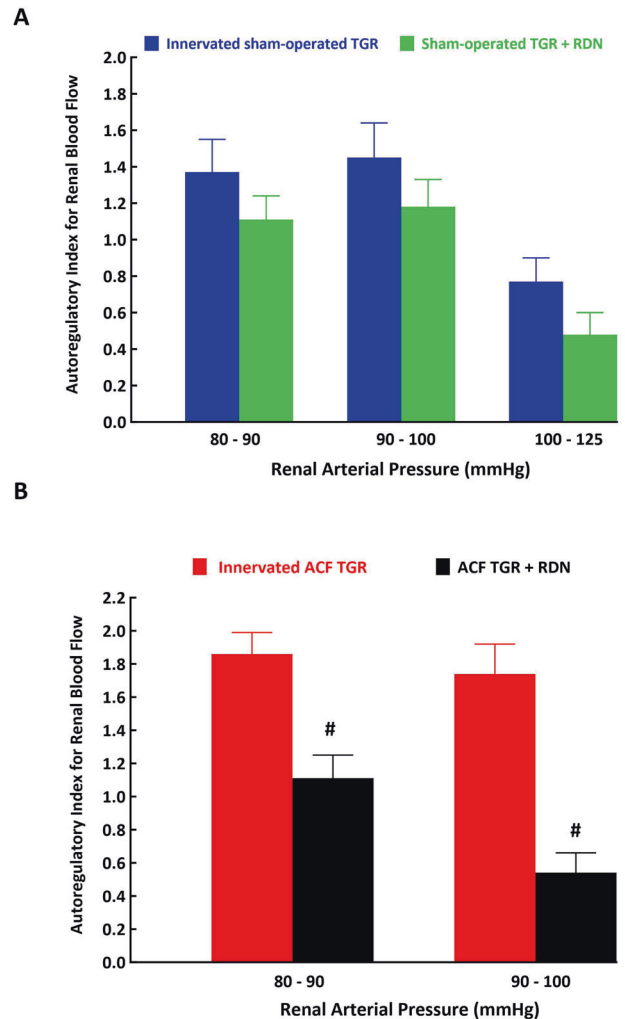 A
Innervated sham-operated TGR
Sham-operated TGR + RDN
Autoregulatory Index for Renal Blood Flow
2.0
1.8
1.6
1.4
1.2
1.0
0.8
0.6
0.4
0.2
0.0
80 - 90
90 - 100
100 - 125
Renal Arterial Pressure (mmHg)
B
Innervated ACF TGR
ACF TGR + RDN
Autoregulatory Index for Renal Blood Flow
2.2
2.0
1.8
1.6
1.4
1.2
1.0
0.8
0.6
0.4
0.2
0.0
#
#
80 - 90
90 - 100
Renal Arterial Pressure (mmHg)